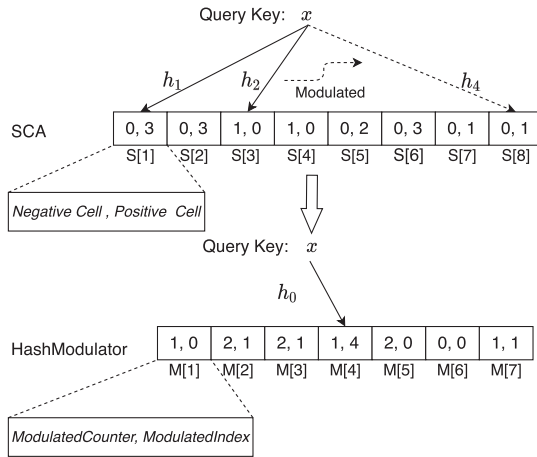 Query Key: x
h1 h2 h4
Modulated
SCA 0, 3 0, 3 1, 0 1, 0 0, 2 0, 3 0, 1 0, 1
S[1] S[2] S[3] S[4] S[5] S[6] S[7] S[8]
Negative Cell , Positive Cell
Query Key: x
h0
HashModulator 1, 0 2, 1 2, 1 1, 4 2, 0 0, 0 1, 1
M[1] M[2] M[3] M[4] M[5] M[6] M[7]
ModulatedCounter, ModulatedIndex